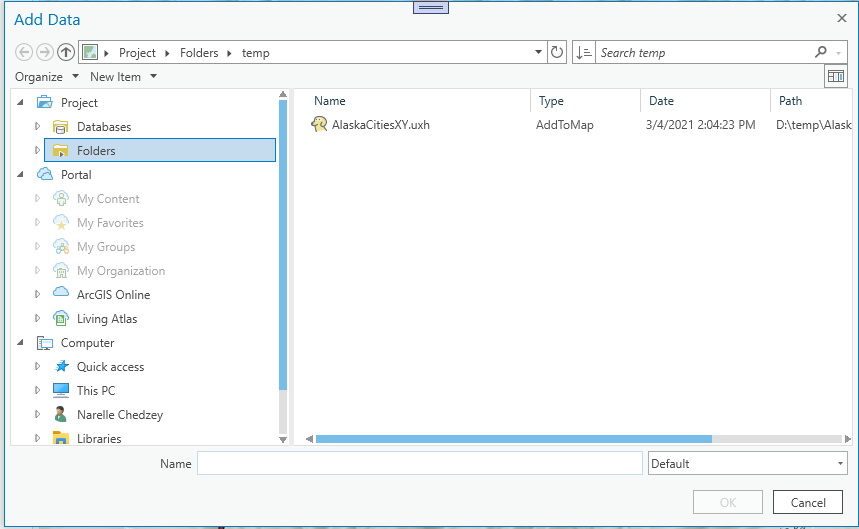 Add Data
Project Folders temp
Search temp
Organize New Item
Project
Databases
Folders
Portal
My Content
My Favorites
My Groups
My Organization
ArcGIS Online
Living Atlas
Computer
Quick access
This PC
Narelle Chedzey
Libraries
Name Type Date Path
AlaskaCitiesXY.uxh AddToMap 3/4/2021 2:04:23 PM D:\temp\Alask
Name
Default
OK Cancel